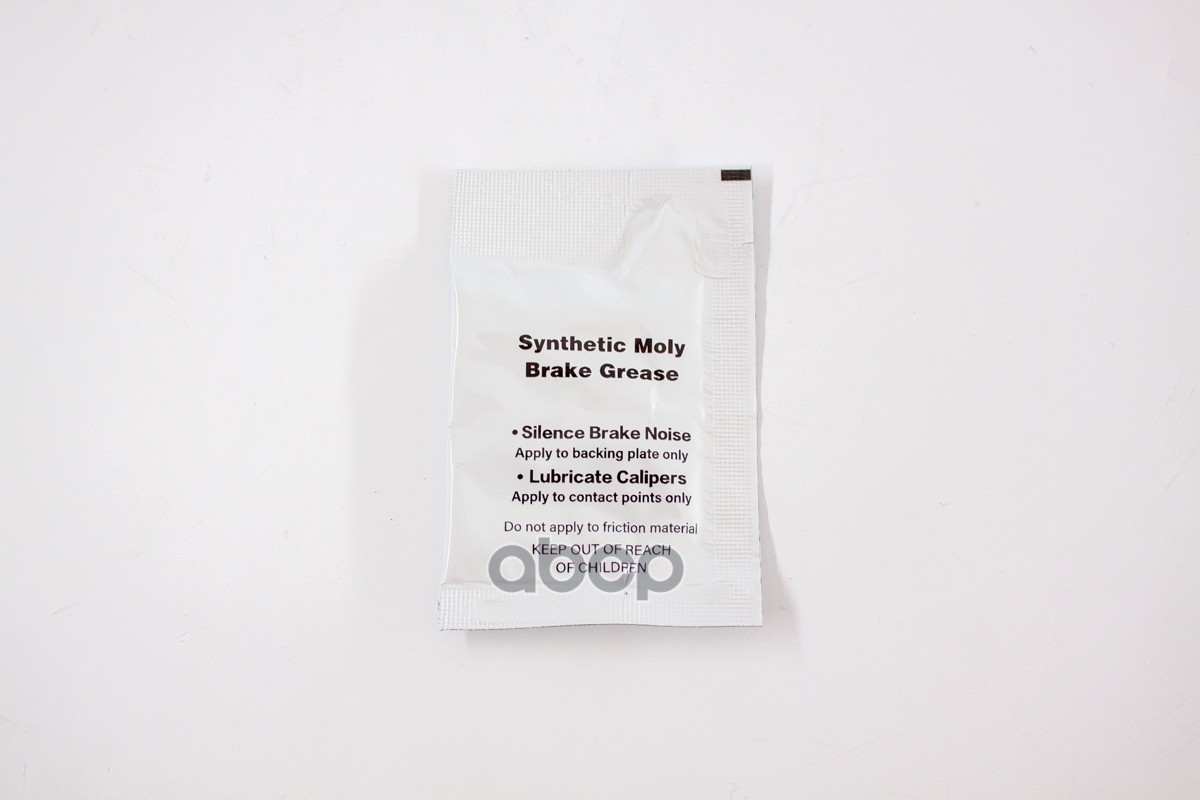 Synthetic Moly
Brake Grease
• Silence Brake Noise
Apply to backing plate only
• Lubricate Calipers
Apply to contact points only
Do not apply to friction material
KEEP OUT OF REACH
OF CHILDREN
abcp